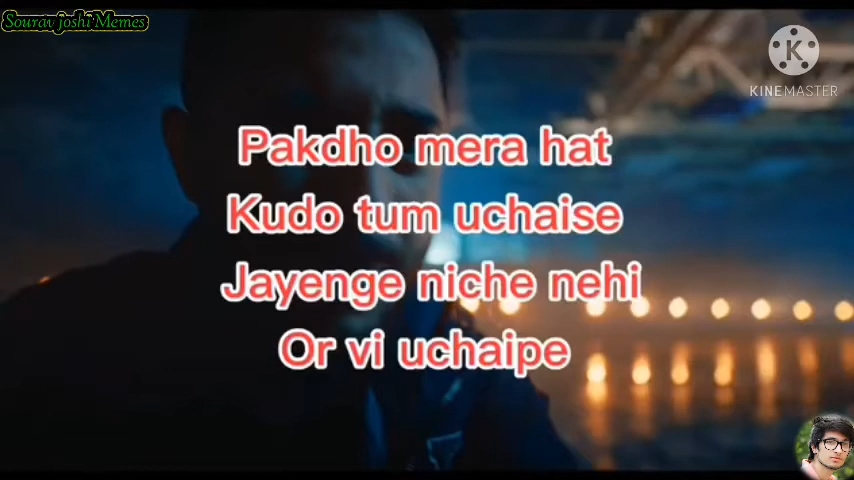 Sourav joshi Memes
K
KINEMASTER
Pakdho mera hat
Kudo tum uchaise
Jayenge niche nehi
Or vi uchaipe